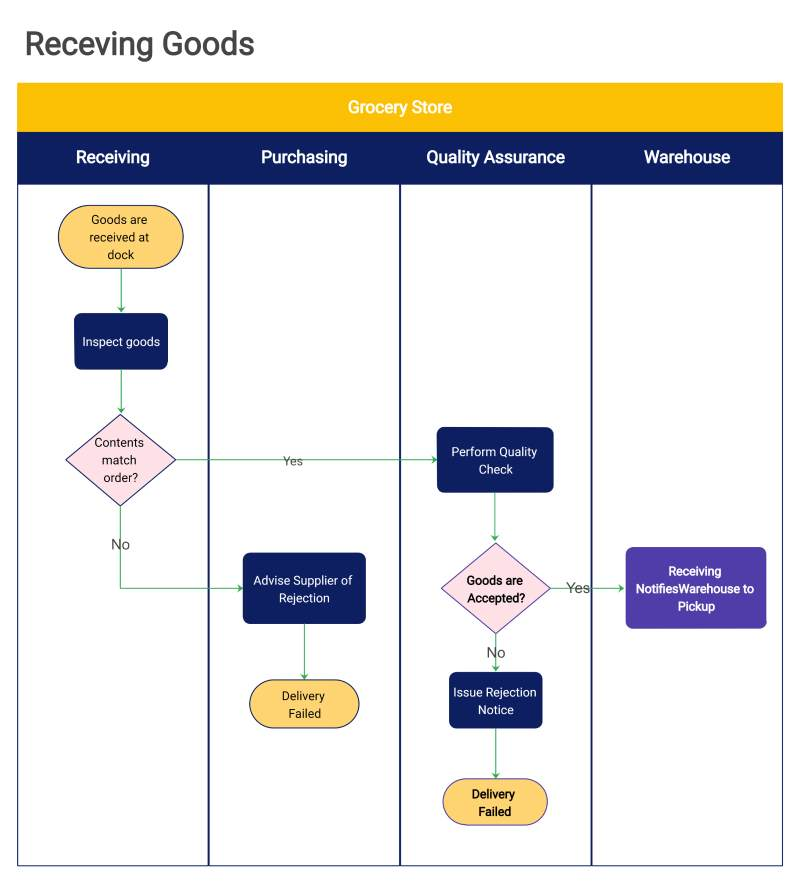 Receving Goods
Grocery Store
Receiving
Purchasing
Quality Assurance
Warehouse
Goods are
received at
dock
Inspect goods
Contents
match
order?
Yes
Perform Quality
Check
No
Advise Supplier of
Rejection
Goods are
Accepted?
Yes
Receiving
NotifiesWarehouse to
Pickup
No
Delivery
Failed
Issue Rejection
Notice
Delivery
Failed